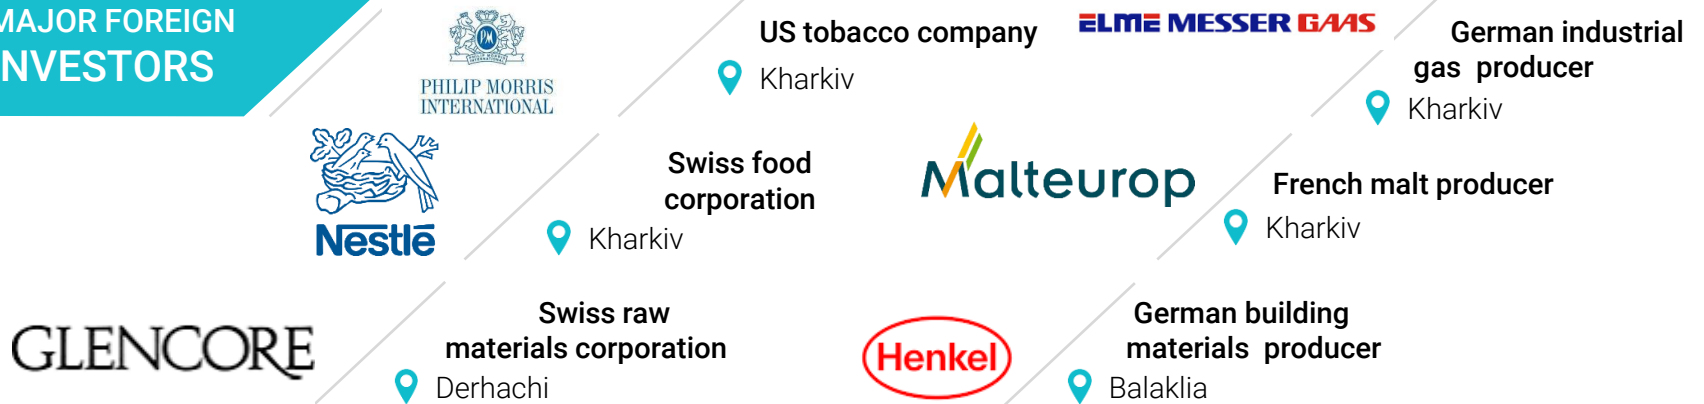 MAJOR FOREIGN
NVESTORS
PHILIP MORRIS
INTERNATIONAL
US tobacco company
Kharkiv
ELME MESSER GAAS
German industrial
gas producer
Kharkiv
Nestlé
Swiss food
corporation
Kharkiv
Malteurop
French malt producer
Kharkiv
GLENCORE
Swiss raw
materials corporation
Derhachi
Henkel
German building
materials producer
Balaklia